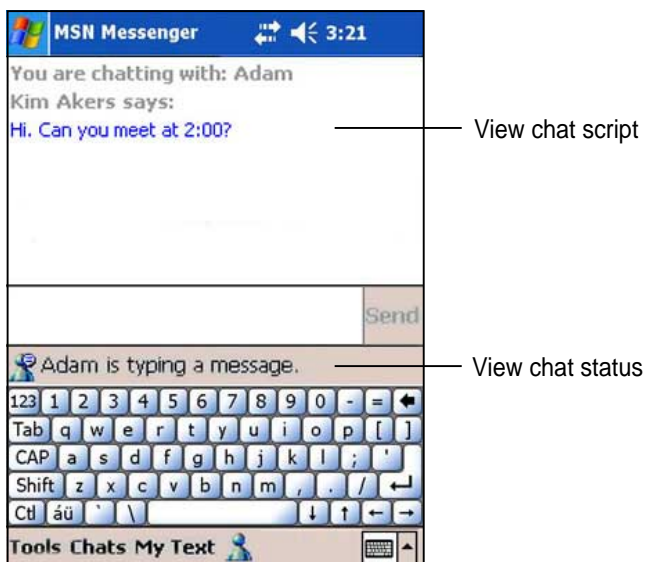 MSN Messenger 3:21
You are chatting with: Adam
Kim Akers says:
Hi. Can you meet at 2:00?
View chat script
Send
Adam is typing a message.
View chat status
123 1 2 3 4 5 6 7 8 9 0 - =
Tab q w e r t y u i o p [ ]
CAP a s d f g h j k l ; '
Shift z x c v b n m , . /
Ctl áü ` \
Tools Chats My Text